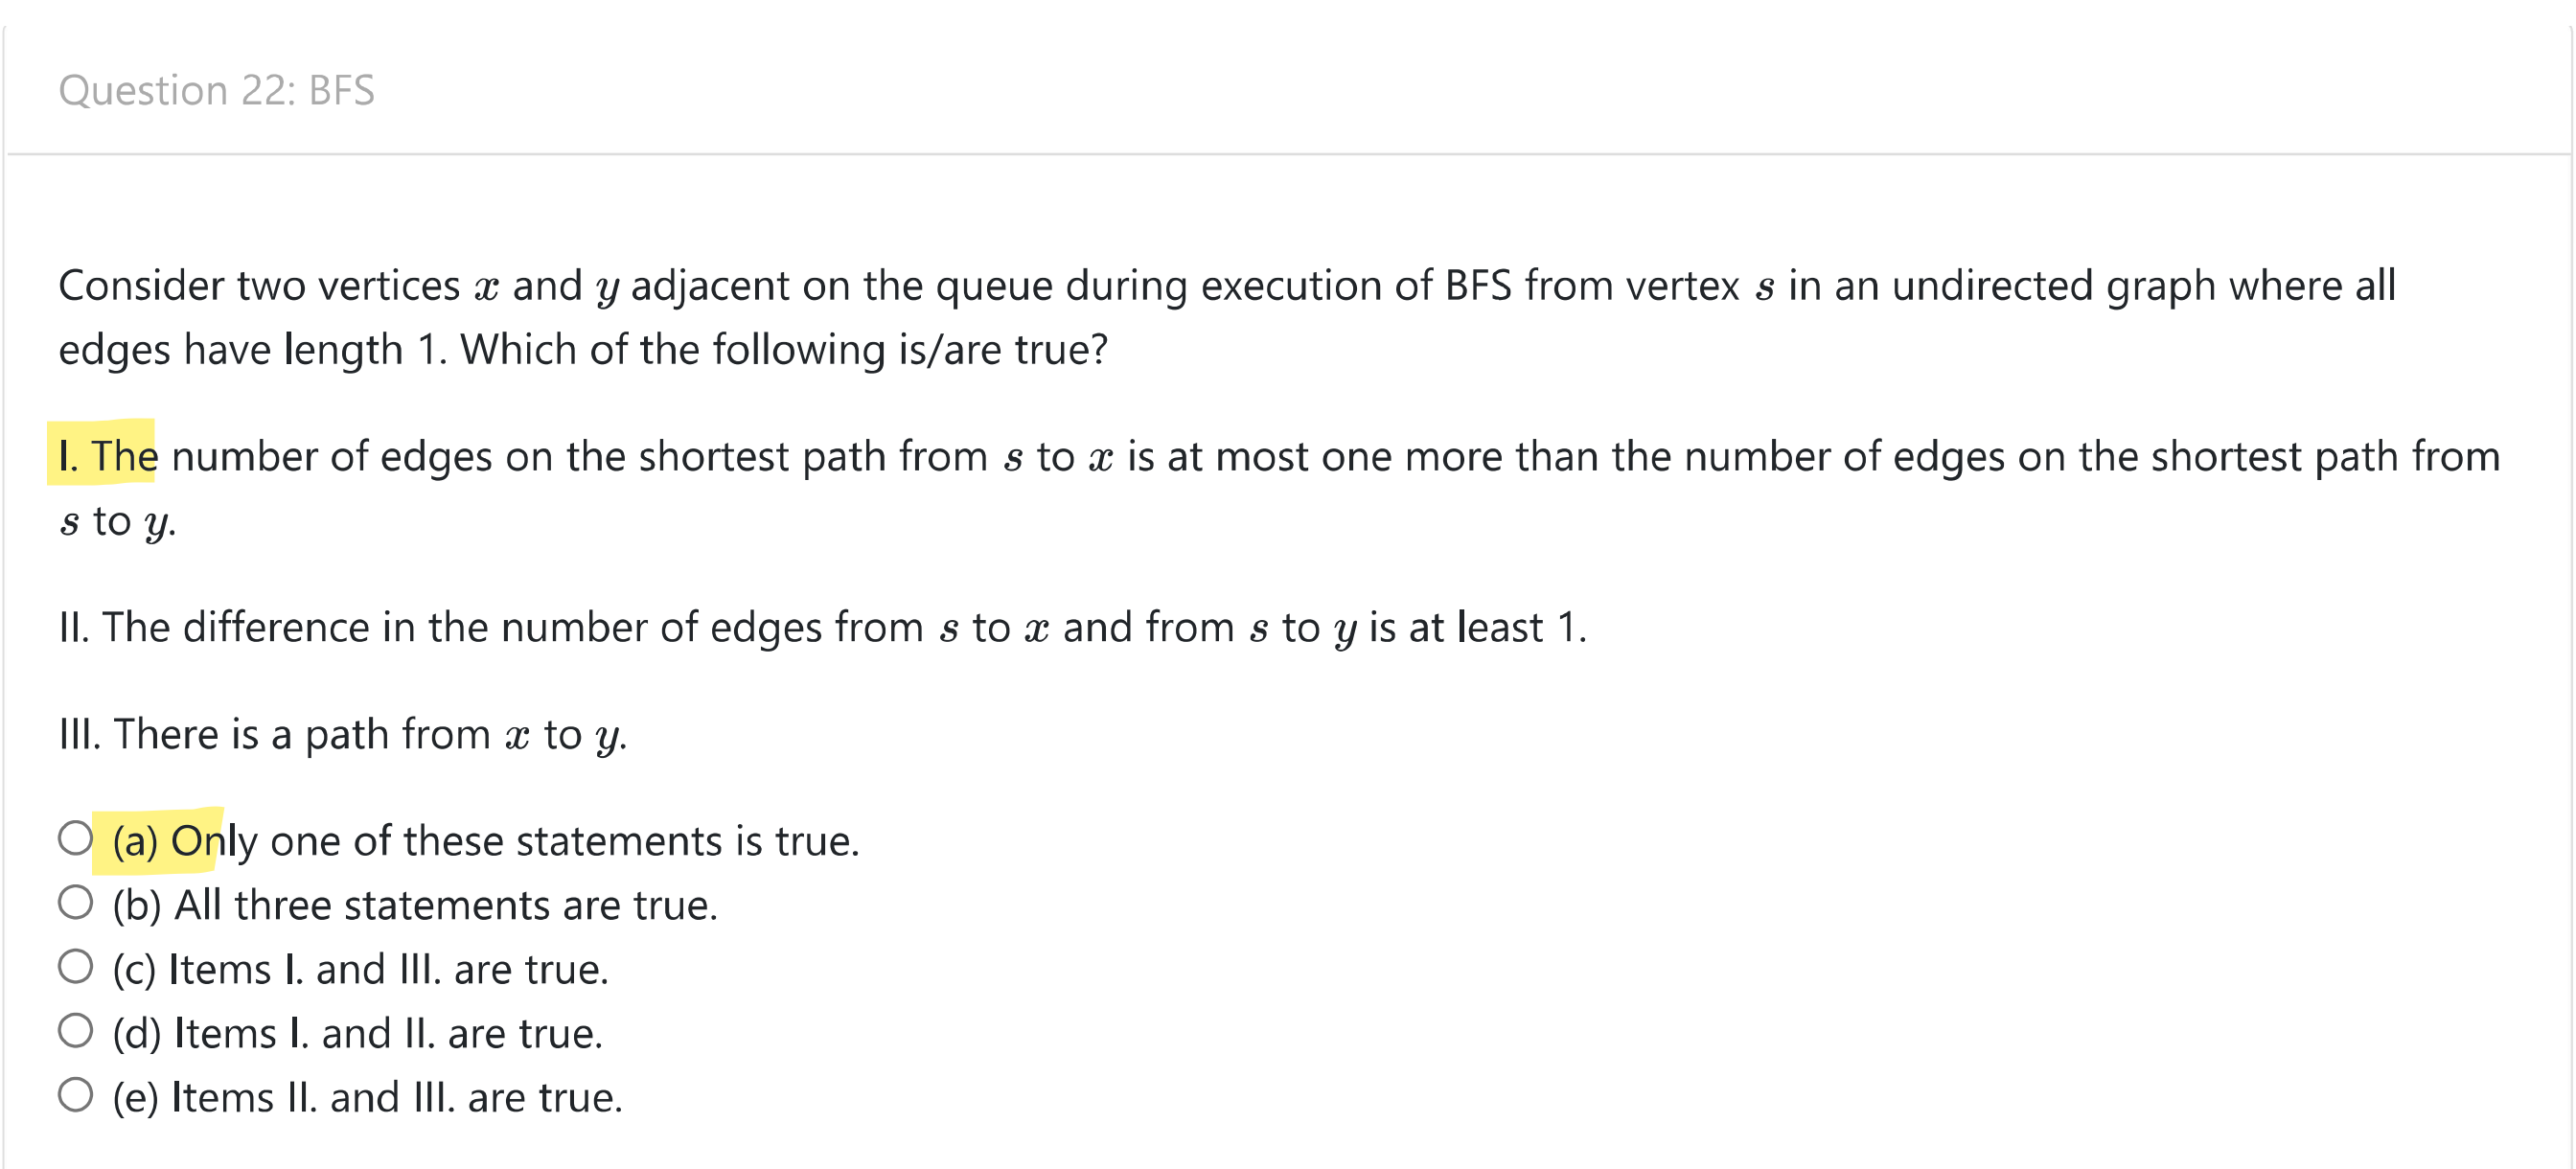 Question 22: BFS
Consider two vertices x and y adjacent on the queue during execution of BFS from vertex s in an undirected graph where all
edges have length 1. Which of the following is/are true?
I. The number of edges on the shortest path from s to x is at most one more than the number of edges on the shortest path from
s to y.
II. The difference in the number of edges from s to x and from s to y is at least 1.
III. There is a path from x to y.
(a) Only one of these statements is true.
(b) All three statements are true.
(c) Items I. and III. are true.
(d) Items I. and II. are true.
(e) Items II. and III. are true.